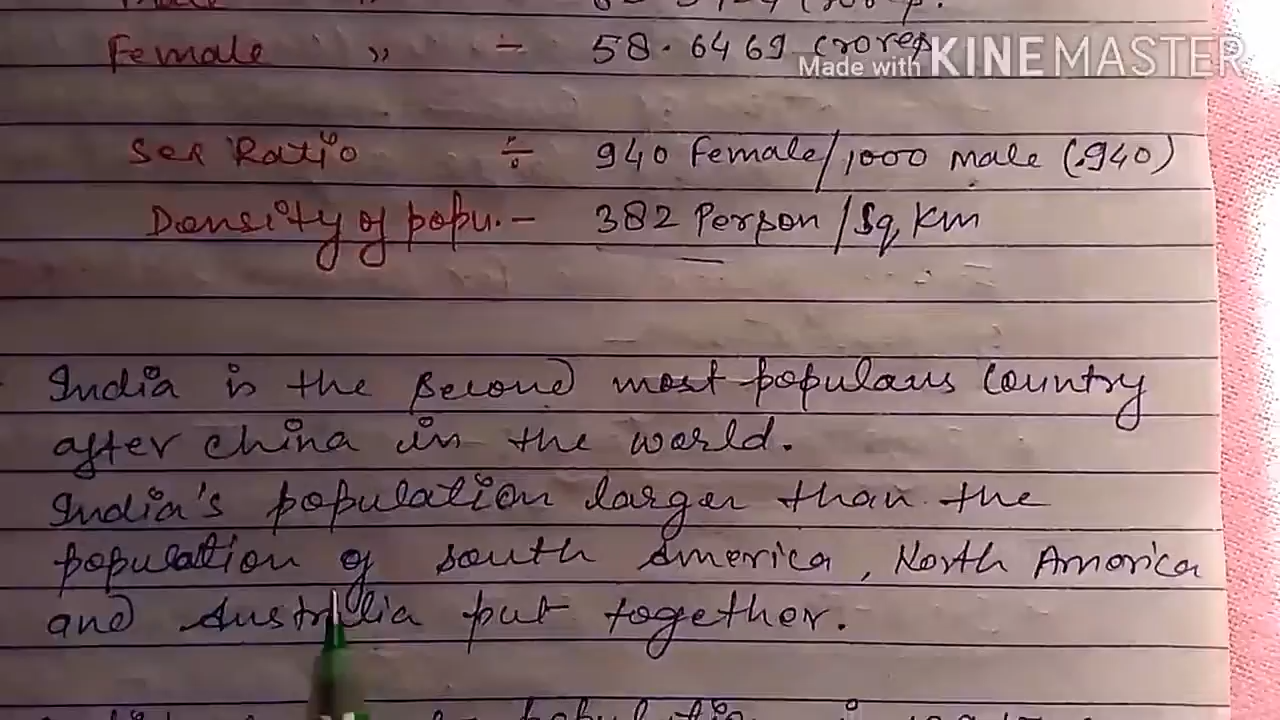 Female " ÷ 58.6469 crores
Made with KINEMASTER
Sex Ratio ÷ 940 female/1000 male (.940)
Density of popu. - 382 Person/Sq Km
India is the second most populous country
after china in the world.
India's population larger than the
population of south America, North America
and Australia put together.